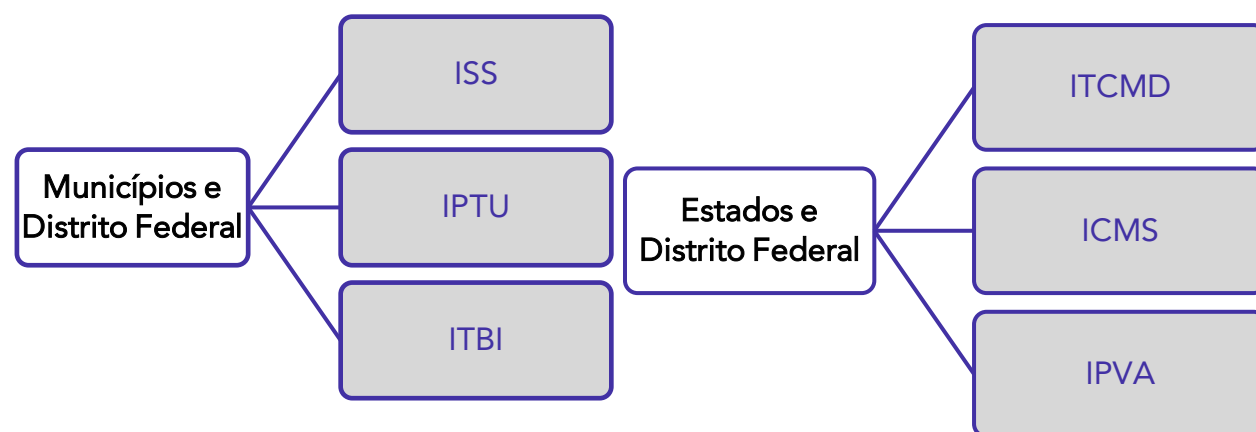 Municípios e
Distrito Federal
ISS
IPTU
ITBI
Estados e
Distrito Federal
ITCMD
ICMS
IPVA